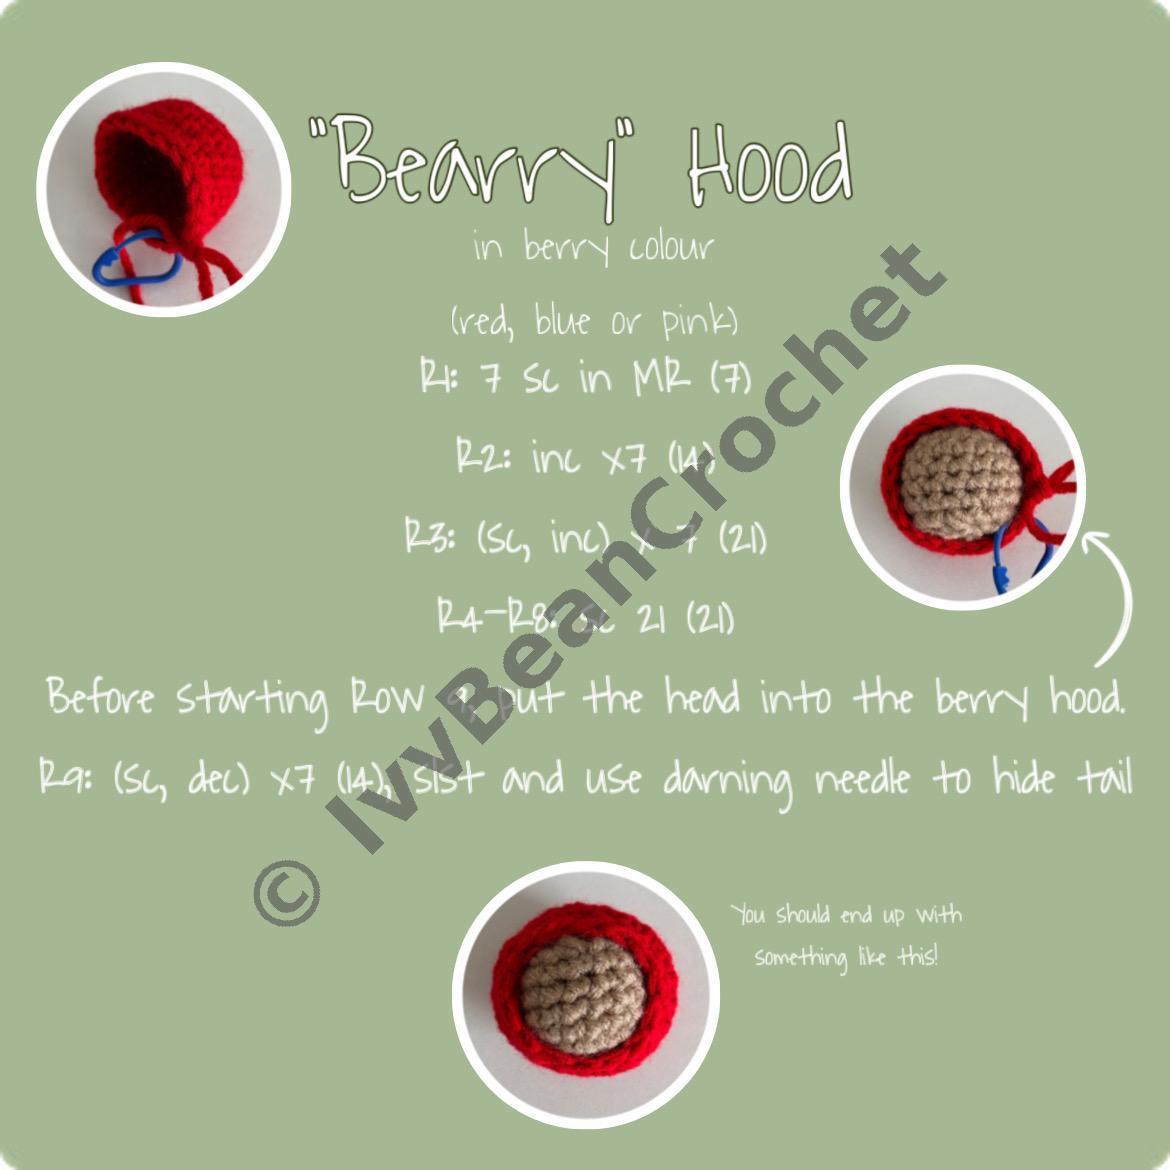 "Bearry" Hood
in berry colour
(red, blue or pink)
R1: 7 sc in MR (7)
R2: inc x7 (14)
R3: (sc, inc) x 7 (21)
R4-R8: sc 21 (21)
Before starting Row 9, put the head into the berry hood.
R9: (sc, dec) x7 (14), slst and use darning needle to hide tail
You should end up with
something like this!
© IvvBeanCrochet